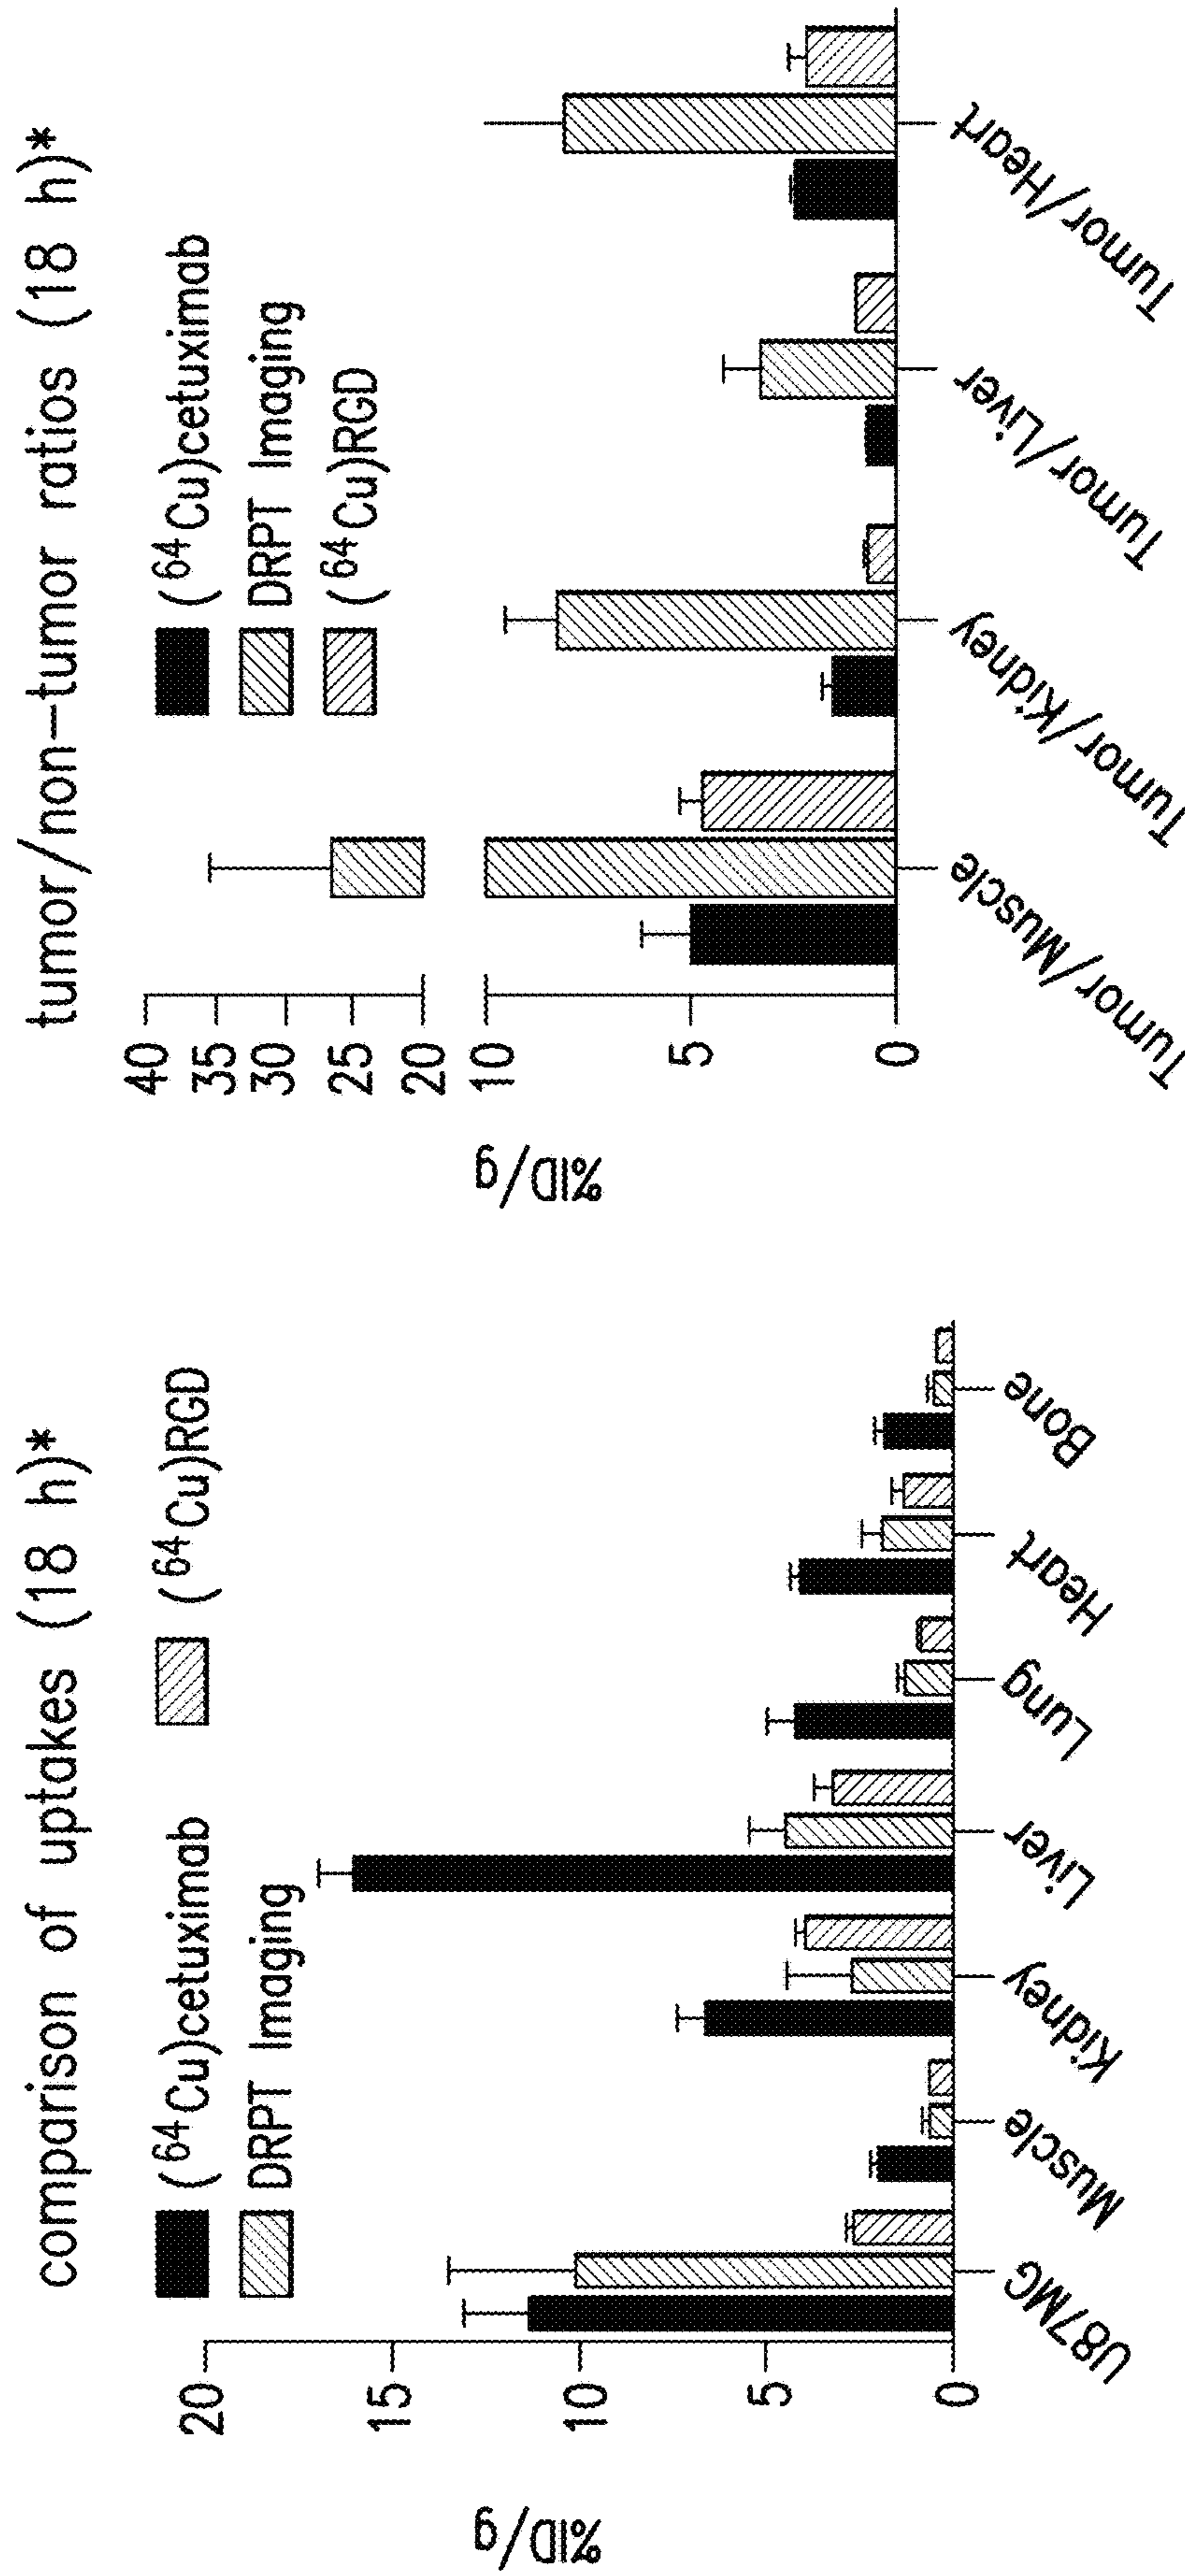 comparison of uptakes (18 h)*
(⁶⁴Cu)cetuximab
(⁶⁴Cu)RGD
DRPT Imaging
%ID/g
20
15
10
5
0
U87MG
Muscle
Kidney
Liver
Lung
Heart
Bone
tumor/non-tumor ratios (18 h)*
(⁶⁴Cu)cetuximab
DRPT Imaging
(⁶⁴Cu)RGD
%ID/g
40
35
30
25
20
10
5
0
Tumor/Muscle
Tumor/Kidney
Tumor/Liver
Tumor/Heart